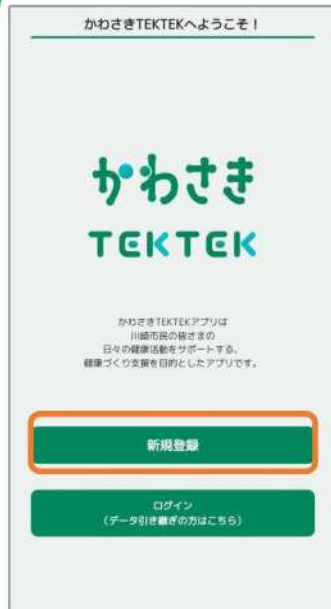 かわさきTEKTEKへようこそ！
かわさき
TEKTEK
かわさきTEKTEKアプリは
川崎市民の皆さまの
日々の健康活動をサポートする、
健康づくり支援を目的としたアプリです。
新規登録
ログイン
（データ引き継ぎの方はこちら）